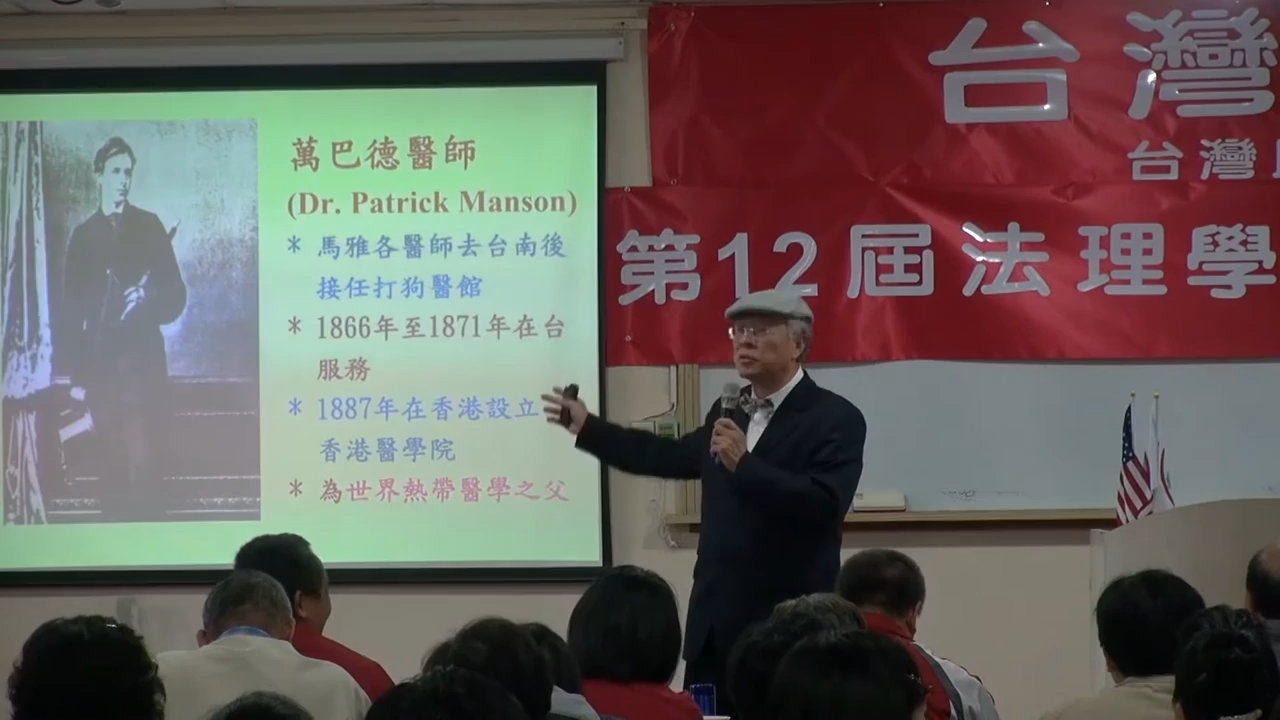 萬巴德醫師
(Dr. Patrick Manson)
* 馬雅各醫師去台南後
接任打狗醫館
* 1866年至1871年在台
服務
* 1887年在香港設立
香港醫學院
* 為世界熱帶醫學之父
台灣
台灣
第12屆法理學